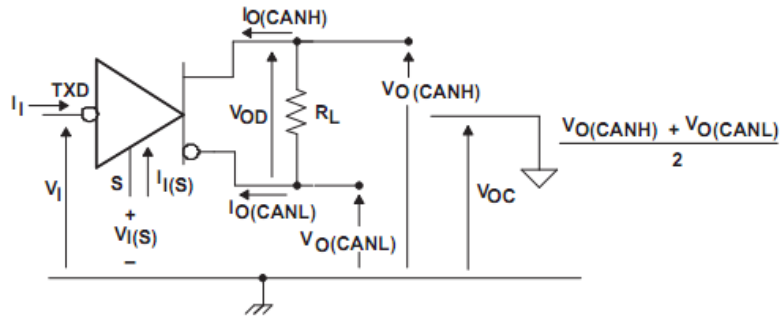 IO(CANH)
TXD
II
VOD
RL
VO(CANH)
VO(CANH) + VO(CANL)
2
VI
S
II(S)
+
VI(S)
–
IO(CANL)
VO(CANL)
VOC